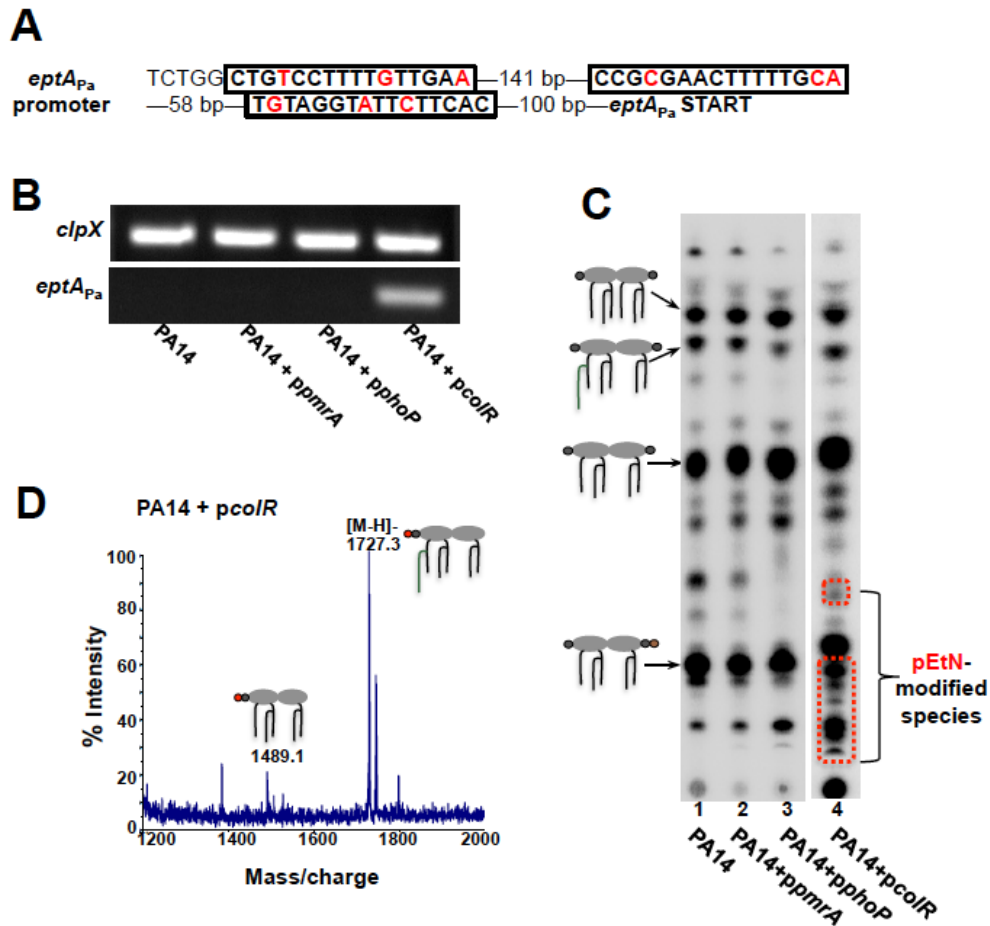 A
eptAPa promoter
TCTGGCTGTCCTTTTGTTGAA—141 bp—CCGCGAACTTTTTGCA
—58 bp—TGTAGGTATTCTTCAC—100 bp—eptAPa START
B
clpX
eptAPa
PA14
PA14 + ppmrA
PA14 + pphoP
PA14 + pcolR
C
pEtN-
modified
species
1 2 3 4
PA14
PA14+ppmrA
PA14+pphoP
PA14+pcolR
D
PA14 + pcolR
[M-H]-
1727.3
1489.1
% Intensity
100
80
60
40
20
0
1200 1400 1600 1800 2000
Mass/charge